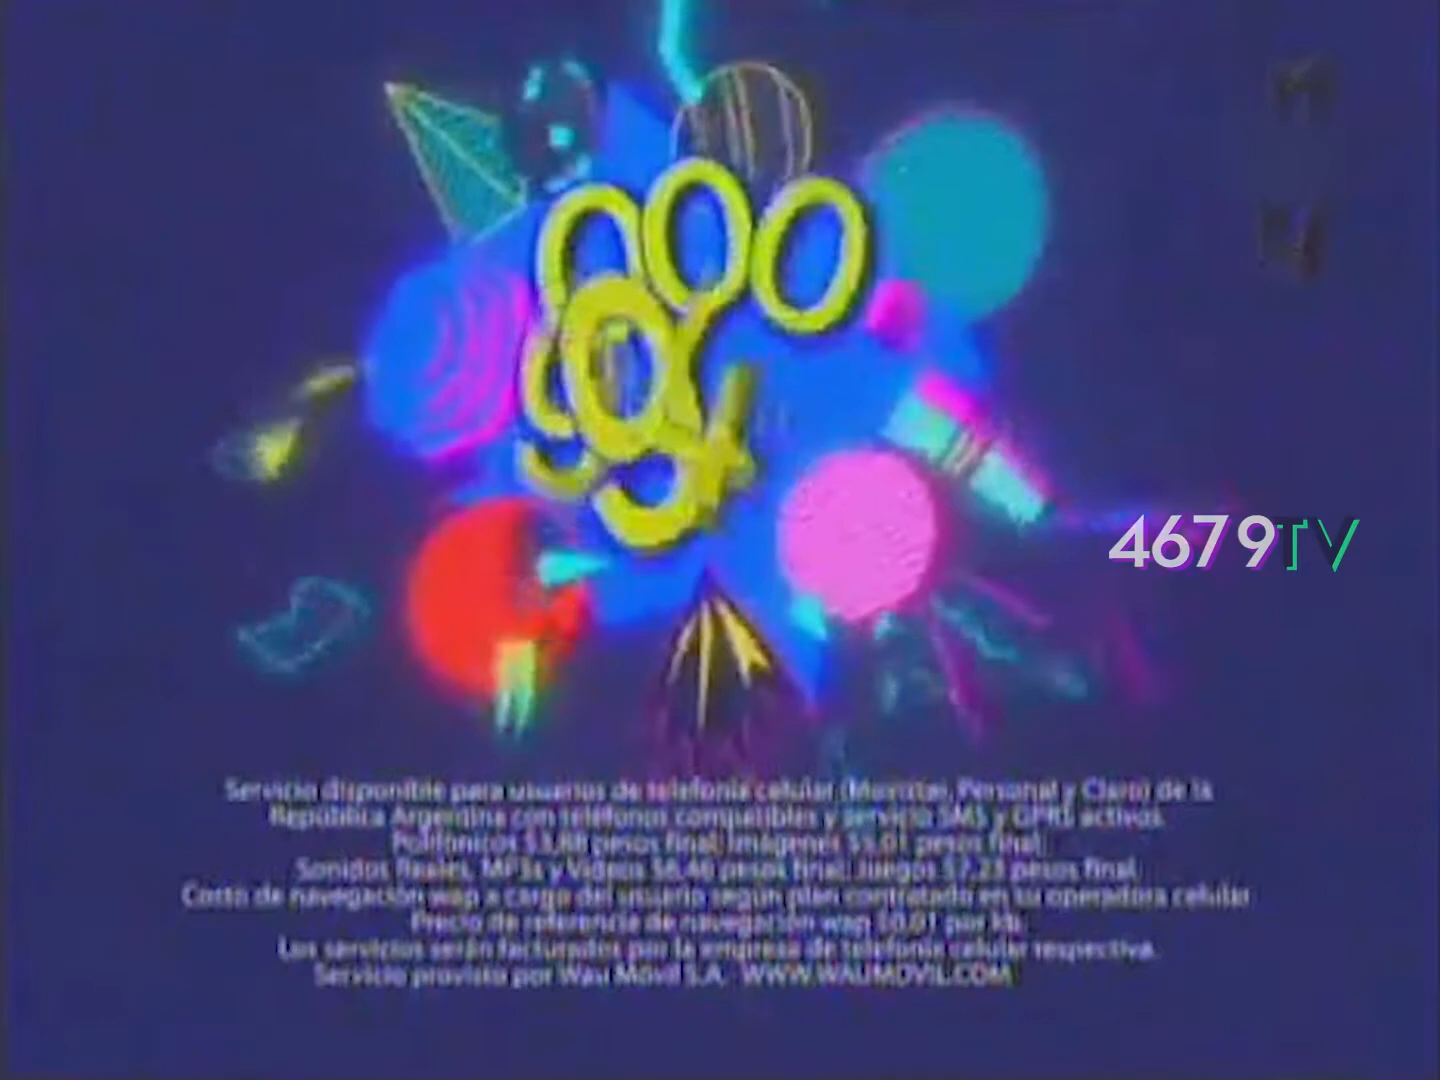 4679TV
Servicio disponible para usuarios de telefonía celular (Movistar, Personal y Claro) de la
República Argentina con teléfonos compatibles y servicio SMS y GPRS activos.
Polifónicos $3,88 pesos final, Imágenes $5,01 pesos final,
Sonidos Reales, MP3s y Videos $6,46 pesos final, Juegos $7,23 pesos final.
Costo de navegación wap a cargo del usuario según plan contratado en su operadora celular
Precio de referencia de navegación wap $0,01 por kb.
Los servicios serán facturados por la empresa de telefonía celular respectiva.
Servicio provisto por Wau Móvil S.A. WWW.WAUMOVIL.COM